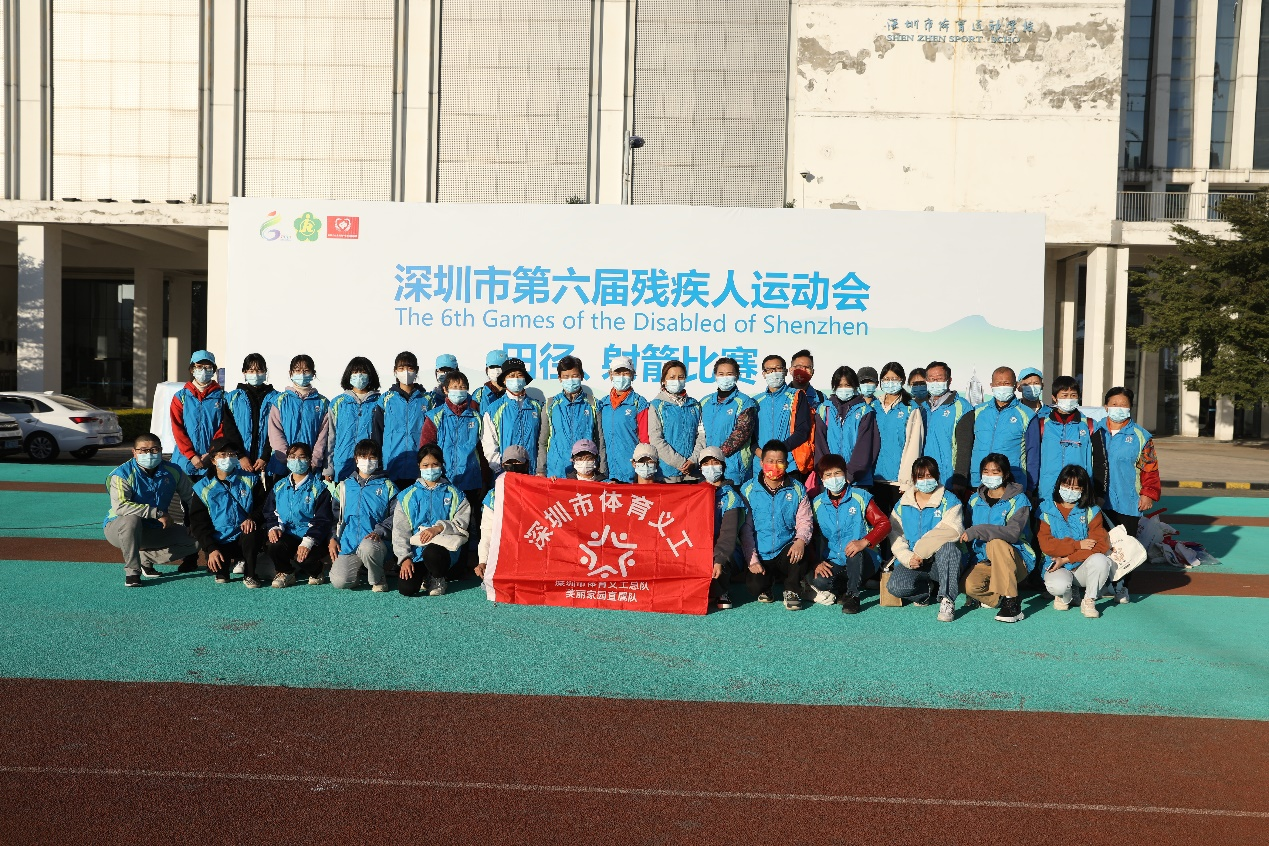 深圳市体育运动学校
SHEN ZHEN SPORT SCHO
深圳市第六届残疾人运动会
The 6th Games of the Disabled of Shenzhen
田径、射箭比赛
深圳市体育义工
深圳市体育义工总队
美丽家园直属队